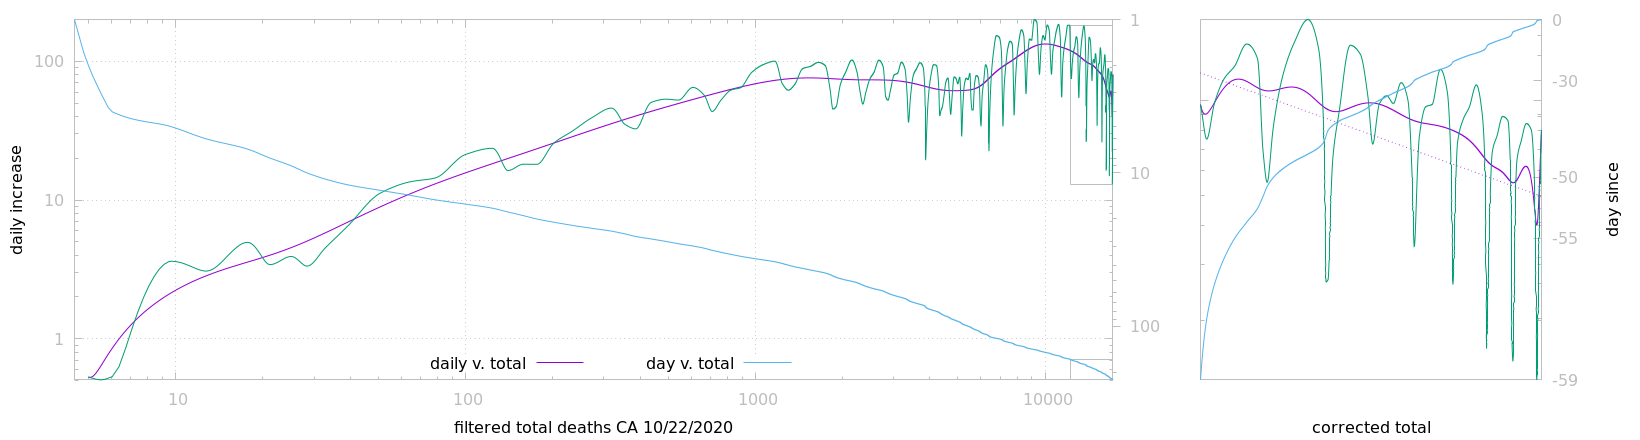 100
10
1
daily increase
daily v. total
day v. total
10
100
1000
10000
filtered total deaths CA 10/22/2020
1
10
100
0
-30
-50
-55
-59
day since
corrected total